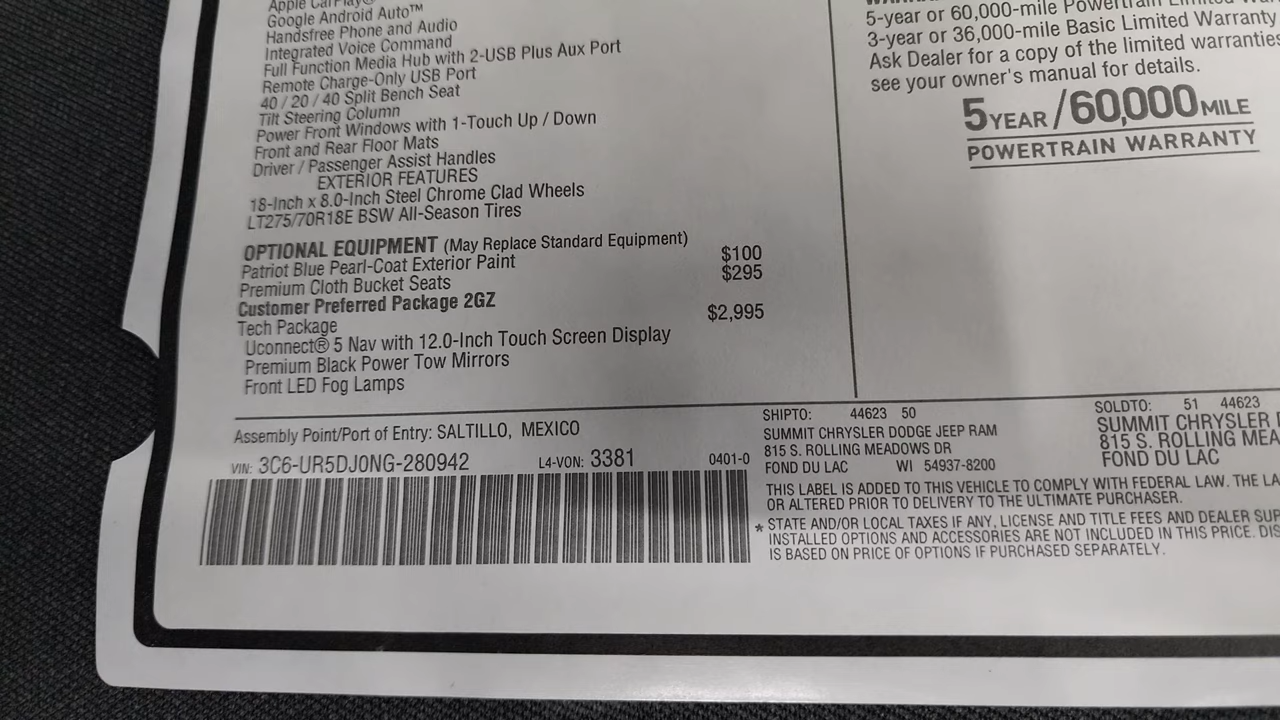 Apple CarPlay®
Google Android Auto™
Handsfree Phone and Audio
Integrated Voice Command
Full Function Media Hub with 2-USB Plus Aux Port
Remote Charge-Only USB Port
40 / 20 / 40 Split Bench Seat
Tilt Steering Column
Power Front Windows with 1-Touch Up / Down
Front and Rear Floor Mats
Driver / Passenger Assist Handles
EXTERIOR FEATURES
18-Inch x 8.0-Inch Steel Chrome Clad Wheels
LT275/70R18E BSW All-Season Tires
OPTIONAL EQUIPMENT (May Replace Standard Equipment)
Patriot Blue Pearl-Coat Exterior Paint $100
Premium Cloth Bucket Seats $295
Customer Preferred Package 2GZ
Tech Package $2,995
Uconnect® 5 Nav with 12.0-Inch Touch Screen Display
Premium Black Power Tow Mirrors
Front LED Fog Lamps
5-year or 60,000-mile Powertrain Limited
3-year or 36,000-mile Basic Limited Warranty
Ask Dealer for a copy of the limited warranties
see your owner's manual for details.
5 YEAR / 60,000 MILE
POWERTRAIN WARRANTY
Assembly Point/Port of Entry: SALTILLO, MEXICO
VIN: 3C6-UR5DJ0NG-280942 L4-VON: 3381 0401-0
SHIPTO: 44623 50
SUMMIT CHRYSLER DODGE JEEP RAM
815 S. ROLLING MEADOWS DR
FOND DU LAC WI 54937-8200
SOLDTO: 51 44623
SUMMIT CHRYSLER
815 S. ROLLING MEA
FOND DU LAC
THIS LABEL IS ADDED TO THIS VEHICLE TO COMPLY WITH FEDERAL LAW. THE LA
OR ALTERED PRIOR TO DELIVERY TO THE ULTIMATE PURCHASER.
* STATE AND/OR LOCAL TAXES IF ANY, LICENSE AND TITLE FEES AND DEALER SUP
INSTALLED OPTIONS AND ACCESSORIES ARE NOT INCLUDED IN THIS PRICE. DIS
IS BASED ON PRICE OF OPTIONS IF PURCHASED SEPARATELY.